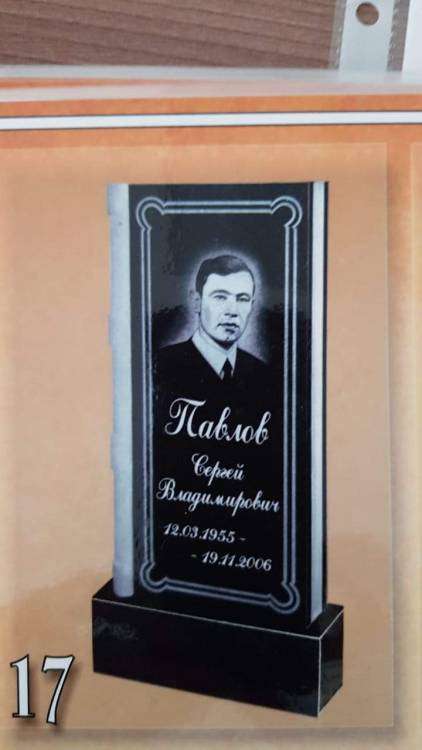 Павлов
Сергей
Владимирович
12.03.1955 -
- 19.11.2006
17